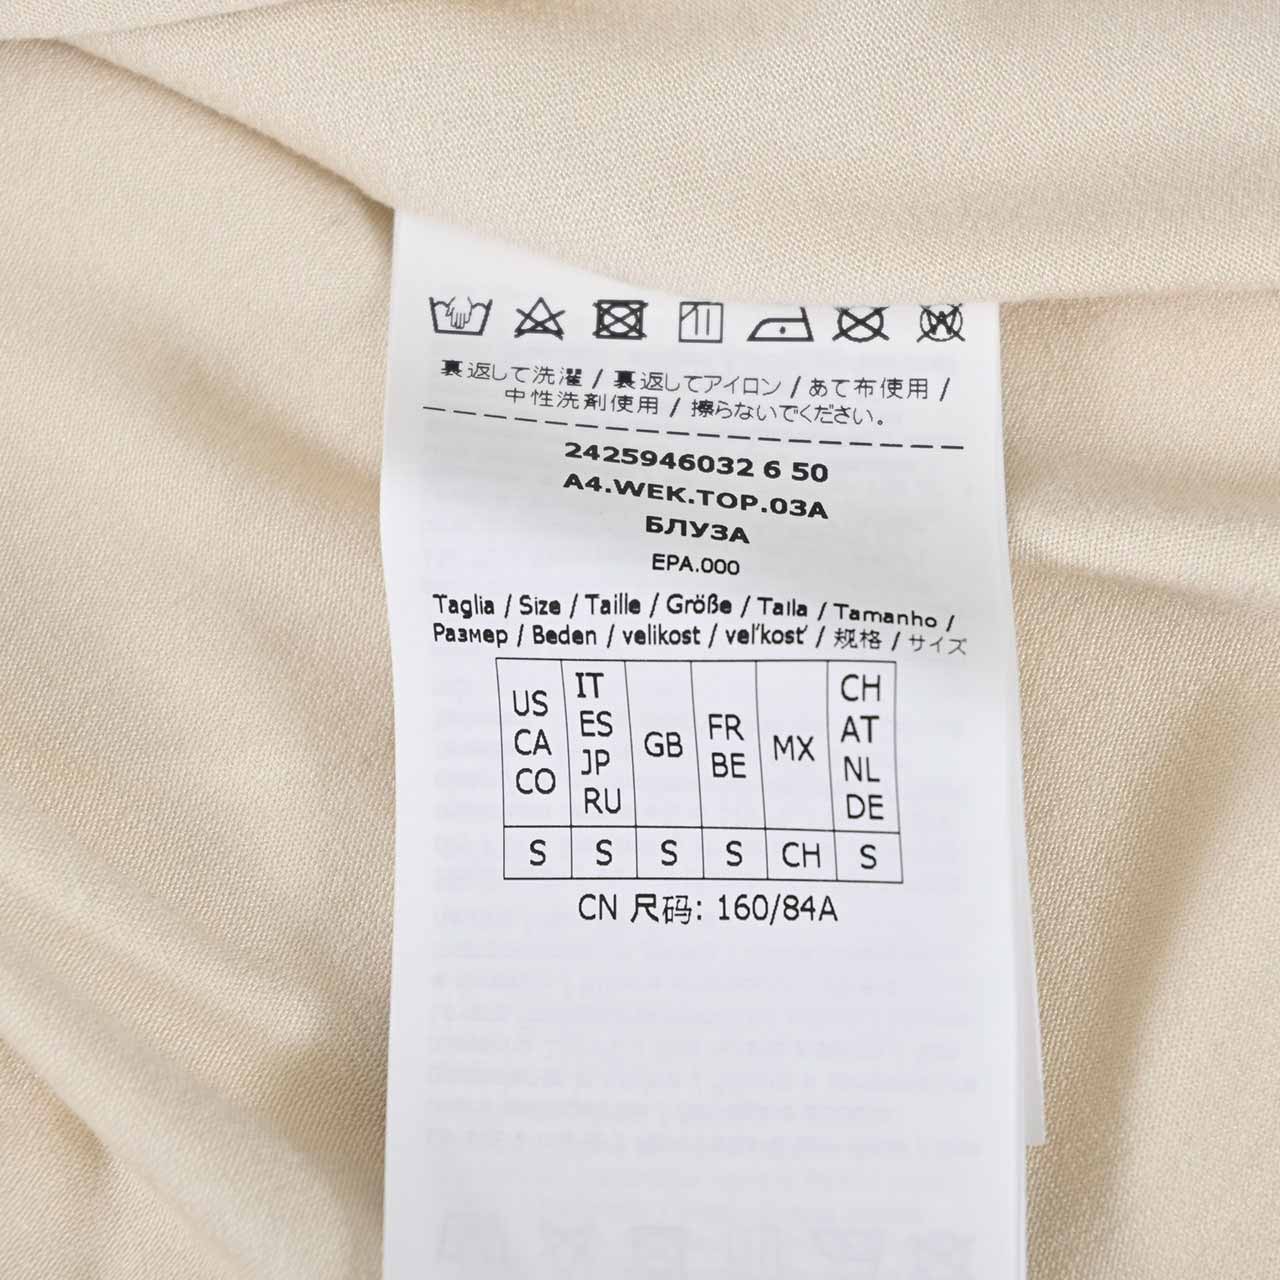 裏返して洗濯 / 裏返してアイロン / あて布使用 /
中性洗剤使用 / 擦らないでください。
2425946032 6 50
A4.WEK.TOP.03A
БЛУЗА
EPA.000
Taglia / Size / Taille / Größe / Talla / Tamanho /
Размер / Beden / velikost / veľkosť / 规格 / サイズ
US CA CO
IT ES JP RU
GB
FR BE
MX
CH AT NL DE
S S S S CH S
CN 尺码: 160/84A